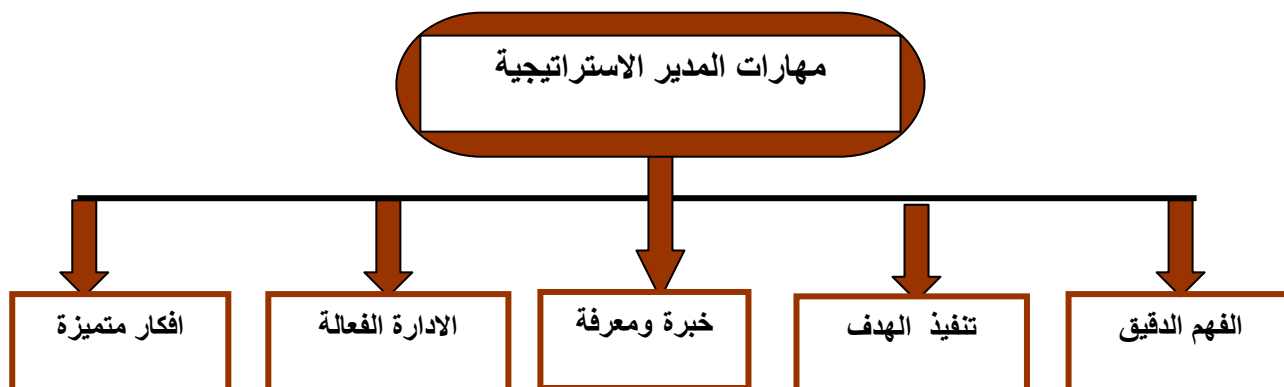 مهارات المدير الاستراتيجية
الفهم الدقيق
تنفيذ الهدف
خبرة ومعرفة
الادارة الفعالة
افكار متميزة